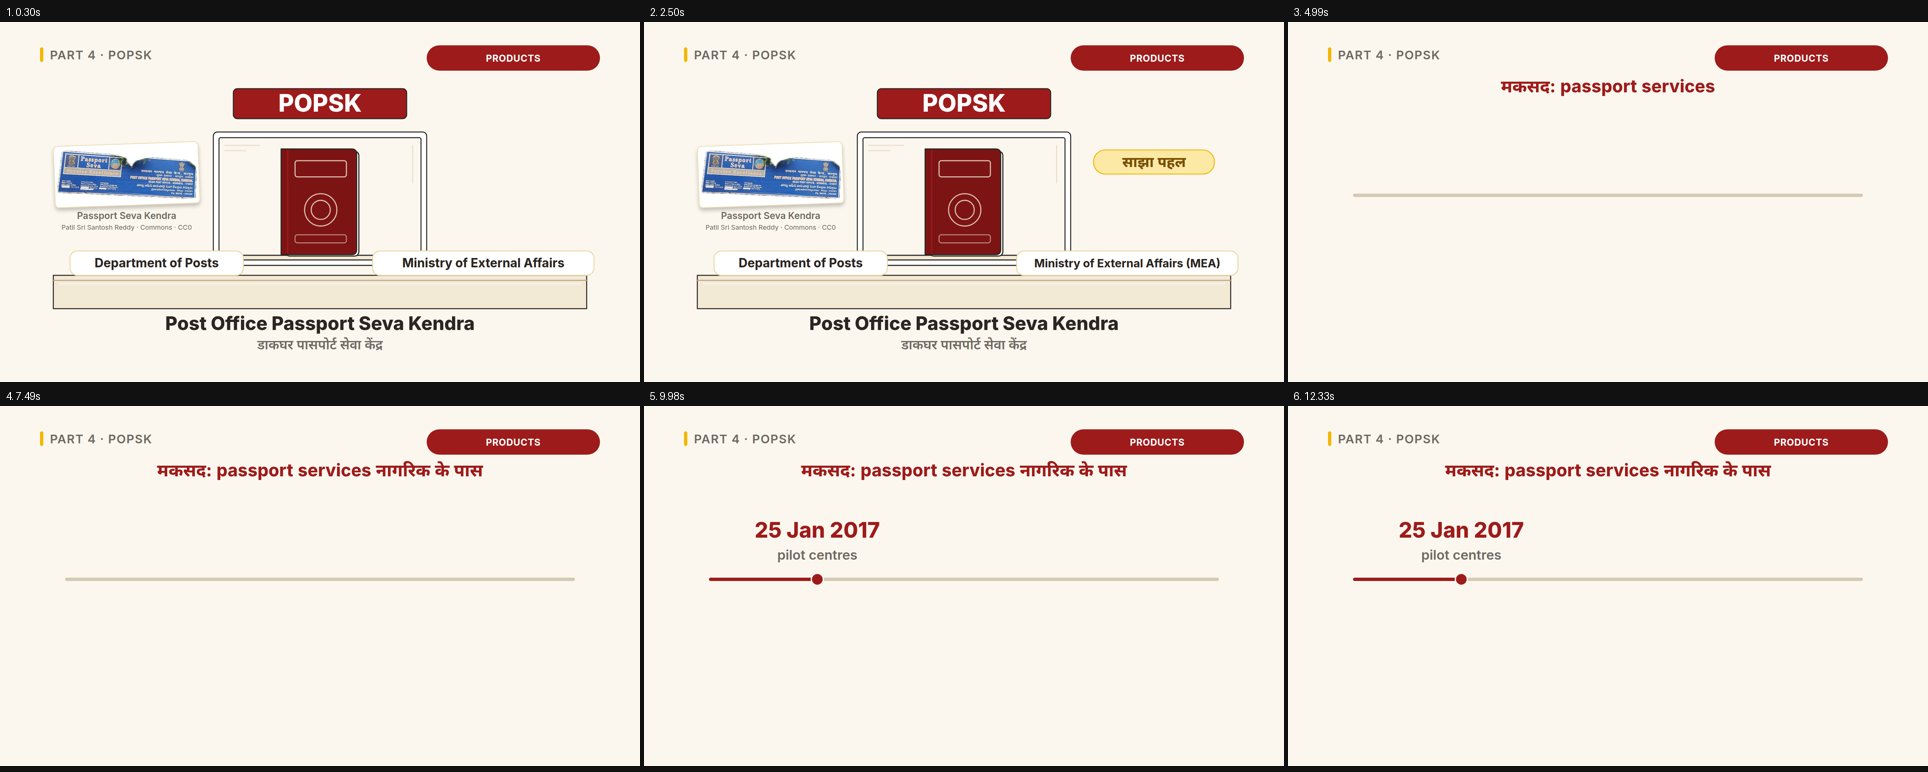 1. 0.30s
PART 4 · POPSK
PRODUCTS
POPSK
Passport Seva
Passport Seva Kendra
Patil Sri Santosh Reddy · Commons · CC0
Department of Posts
Ministry of External Affairs
Post Office Passport Seva Kendra
डाकघर पासपोर्ट सेवा केंद्र
2. 2.50s
PART 4 · POPSK
PRODUCTS
POPSK
साझा पहल
Passport Seva
Passport Seva Kendra
Patil Sri Santosh Reddy · Commons · CC0
Department of Posts
Ministry of External Affairs (MEA)
Post Office Passport Seva Kendra
डाकघर पासपोर्ट सेवा केंद्र
3. 4.99s
PART 4 · POPSK
PRODUCTS
मकसद: passport services
4. 7.49s
PART 4 · POPSK
PRODUCTS
मकसद: passport services नागरिक के पास
5. 9.98s
PART 4 · POPSK
PRODUCTS
मकसद: passport services नागरिक के पास
25 Jan 2017
pilot centres
6. 12.33s
PART 4 · POPSK
PRODUCTS
मकसद: passport services नागरिक के पास
25 Jan 2017
pilot centres